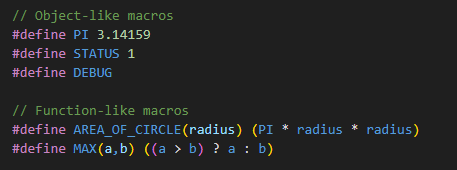 // Object-like macros
#define PI 3.14159
#define STATUS 1
#define DEBUG
// Function-like macros
#define AREA_OF_CIRCLE(radius) (PI * radius * radius)
#define MAX(a,b) ((a > b) ? a : b)